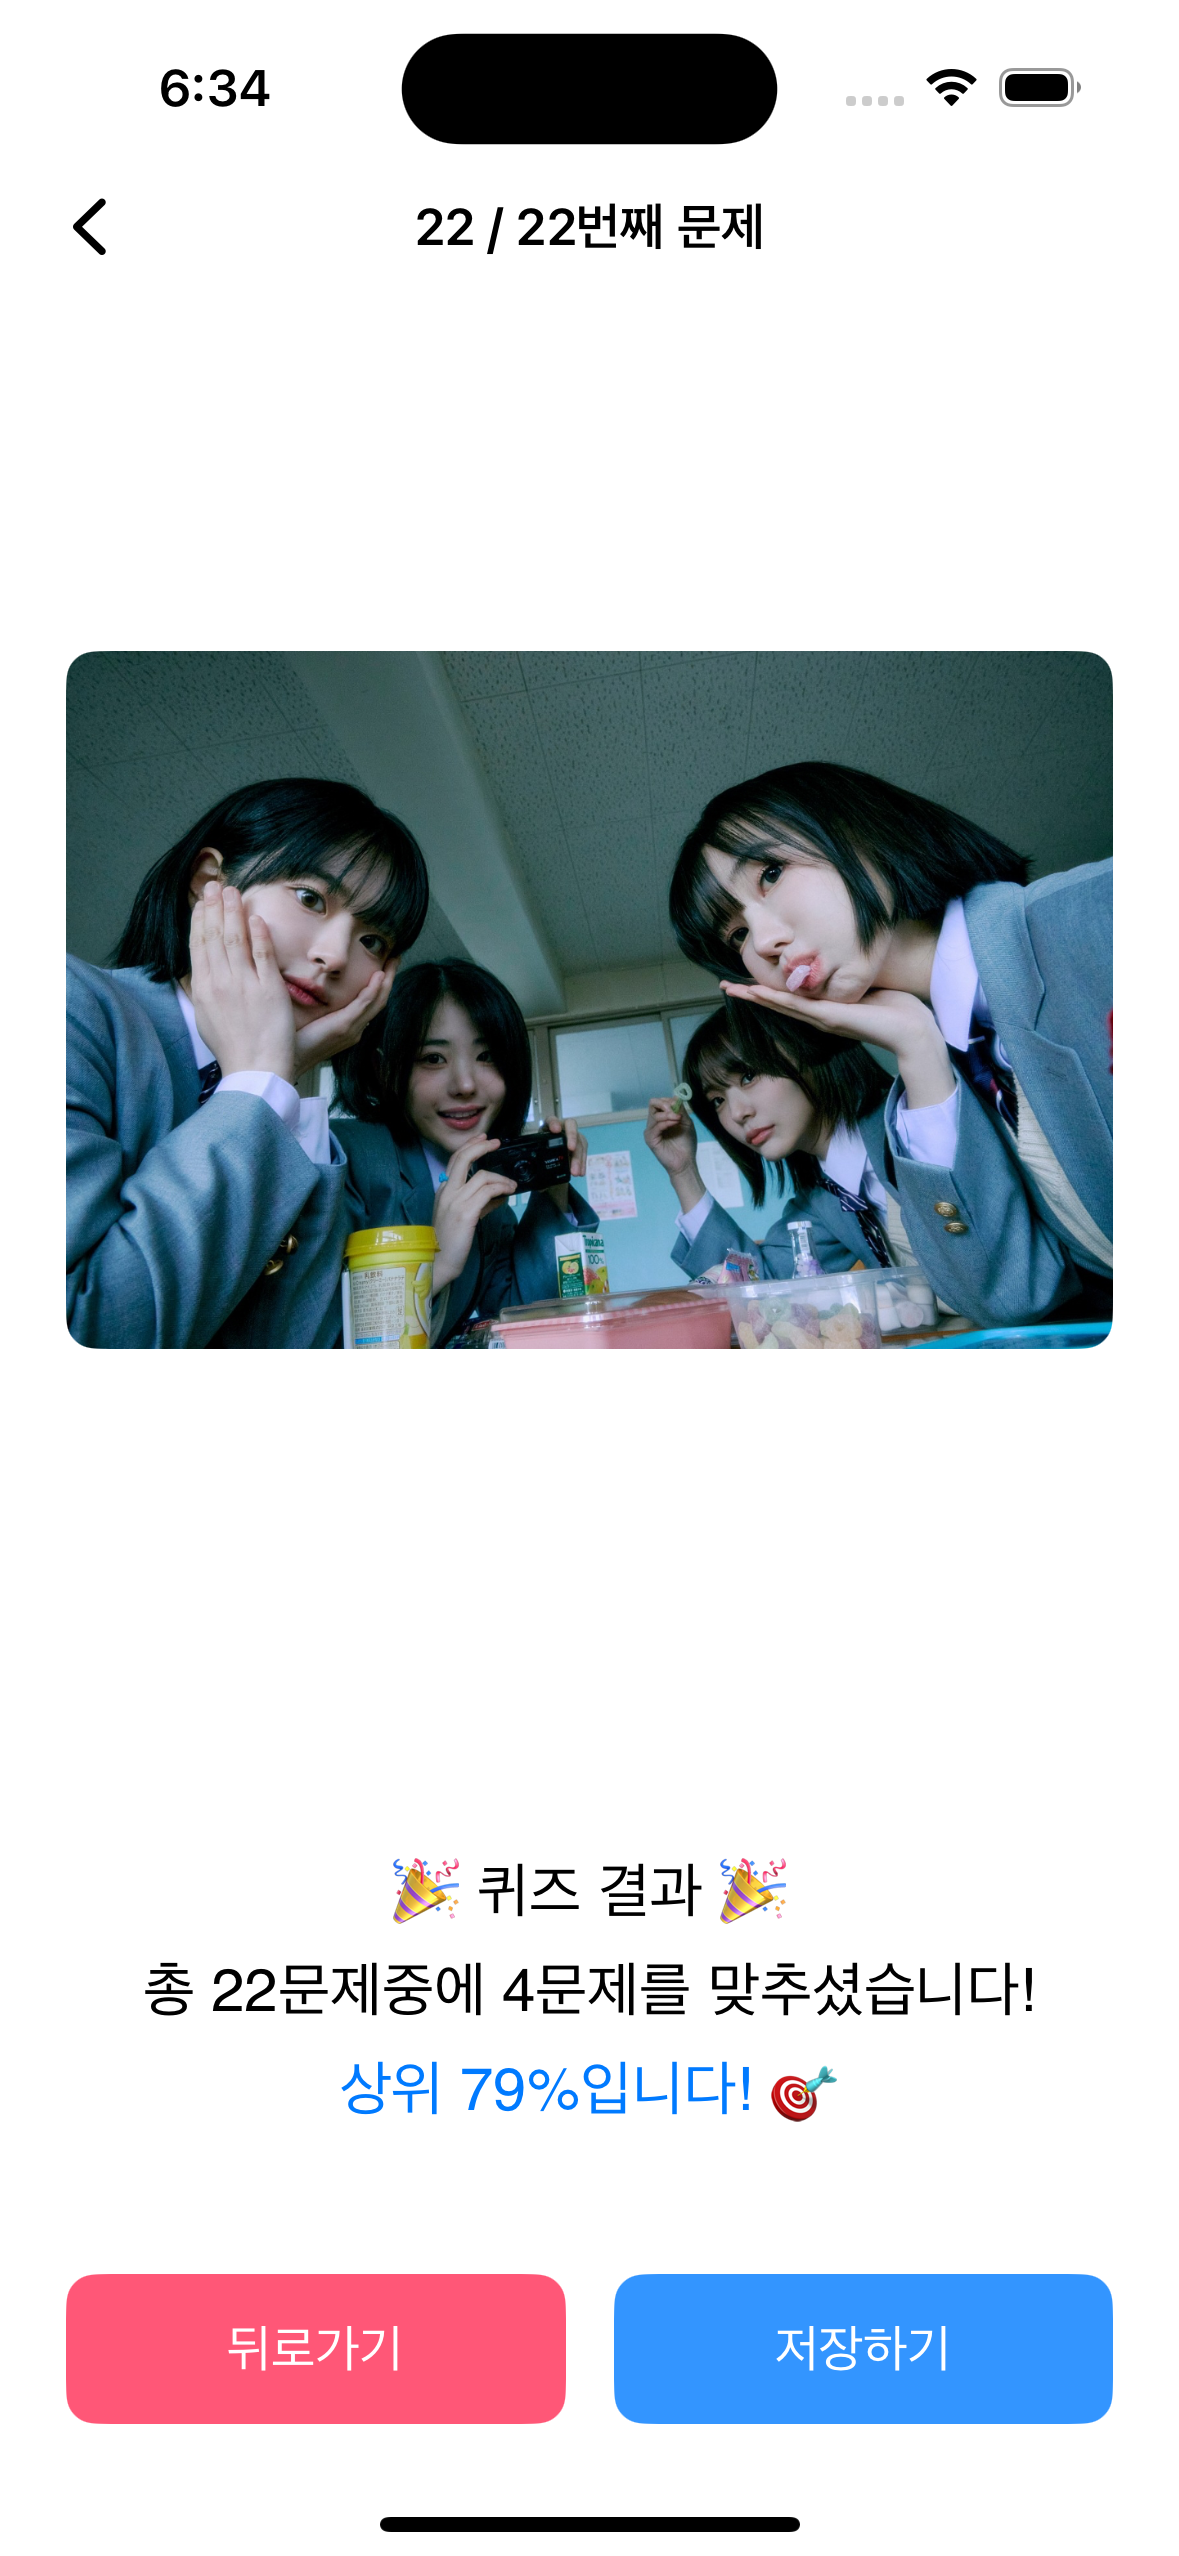 6:34
22 / 22번째 문제
Tropicana
100%
🎉 퀴즈 결과 🎉
총 22문제중에 4문제를 맞추셨습니다!
상위 79%입니다! 🎯
뒤로가기
저장하기